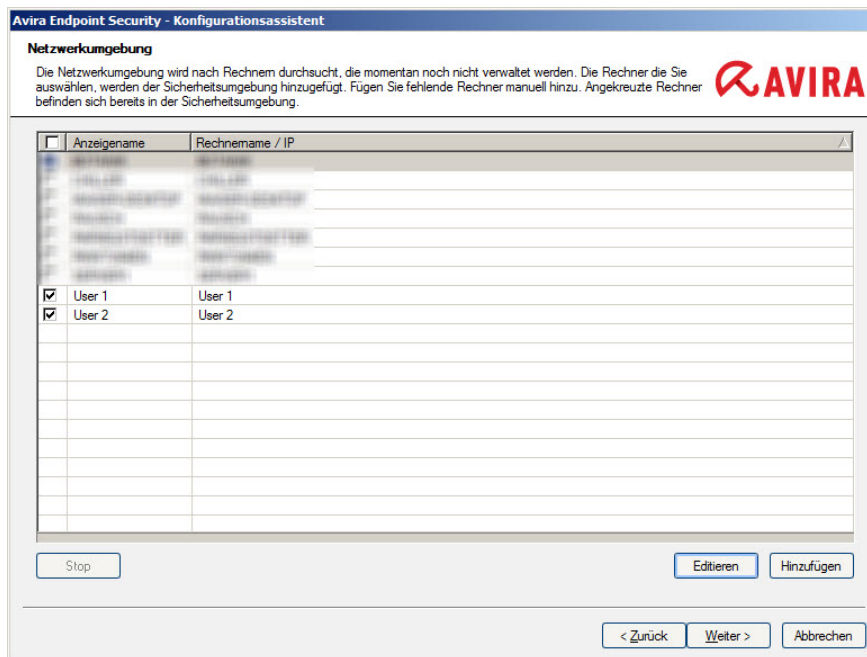 Avira Endpoint Security - Konfigurationsassistent
Netzwerkumgebung
Die Netzwerkumgebung wird nach Rechnern durchsucht, die momentan noch nicht verwaltet werden. Die Rechner die Sie
auswählen, werden der Sicherheitsumgebung hinzugefügt. Fügen Sie fehlende Rechner manuell hinzu. Angekreuzte Rechner
befinden sich bereits in der Sicherheitsumgebung.
AVIRA
Anzeigename Rechnername / IP
User 1 User 1
User 2 User 2
Stop Editieren Hinzufügen
< Zurück Weiter > Abbrechen